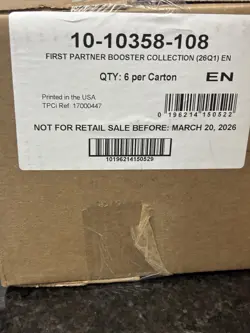 10-10358-108
FIRST PARTNER BOOSTER COLLECTION (26Q1) EN
QTY: 6 per Carton
EN
Printed in the USA
TPCi Ref: 17000447
0 196214 150522
NOT FOR RETAIL SALE BEFORE: MARCH 20, 2026
10196214150529